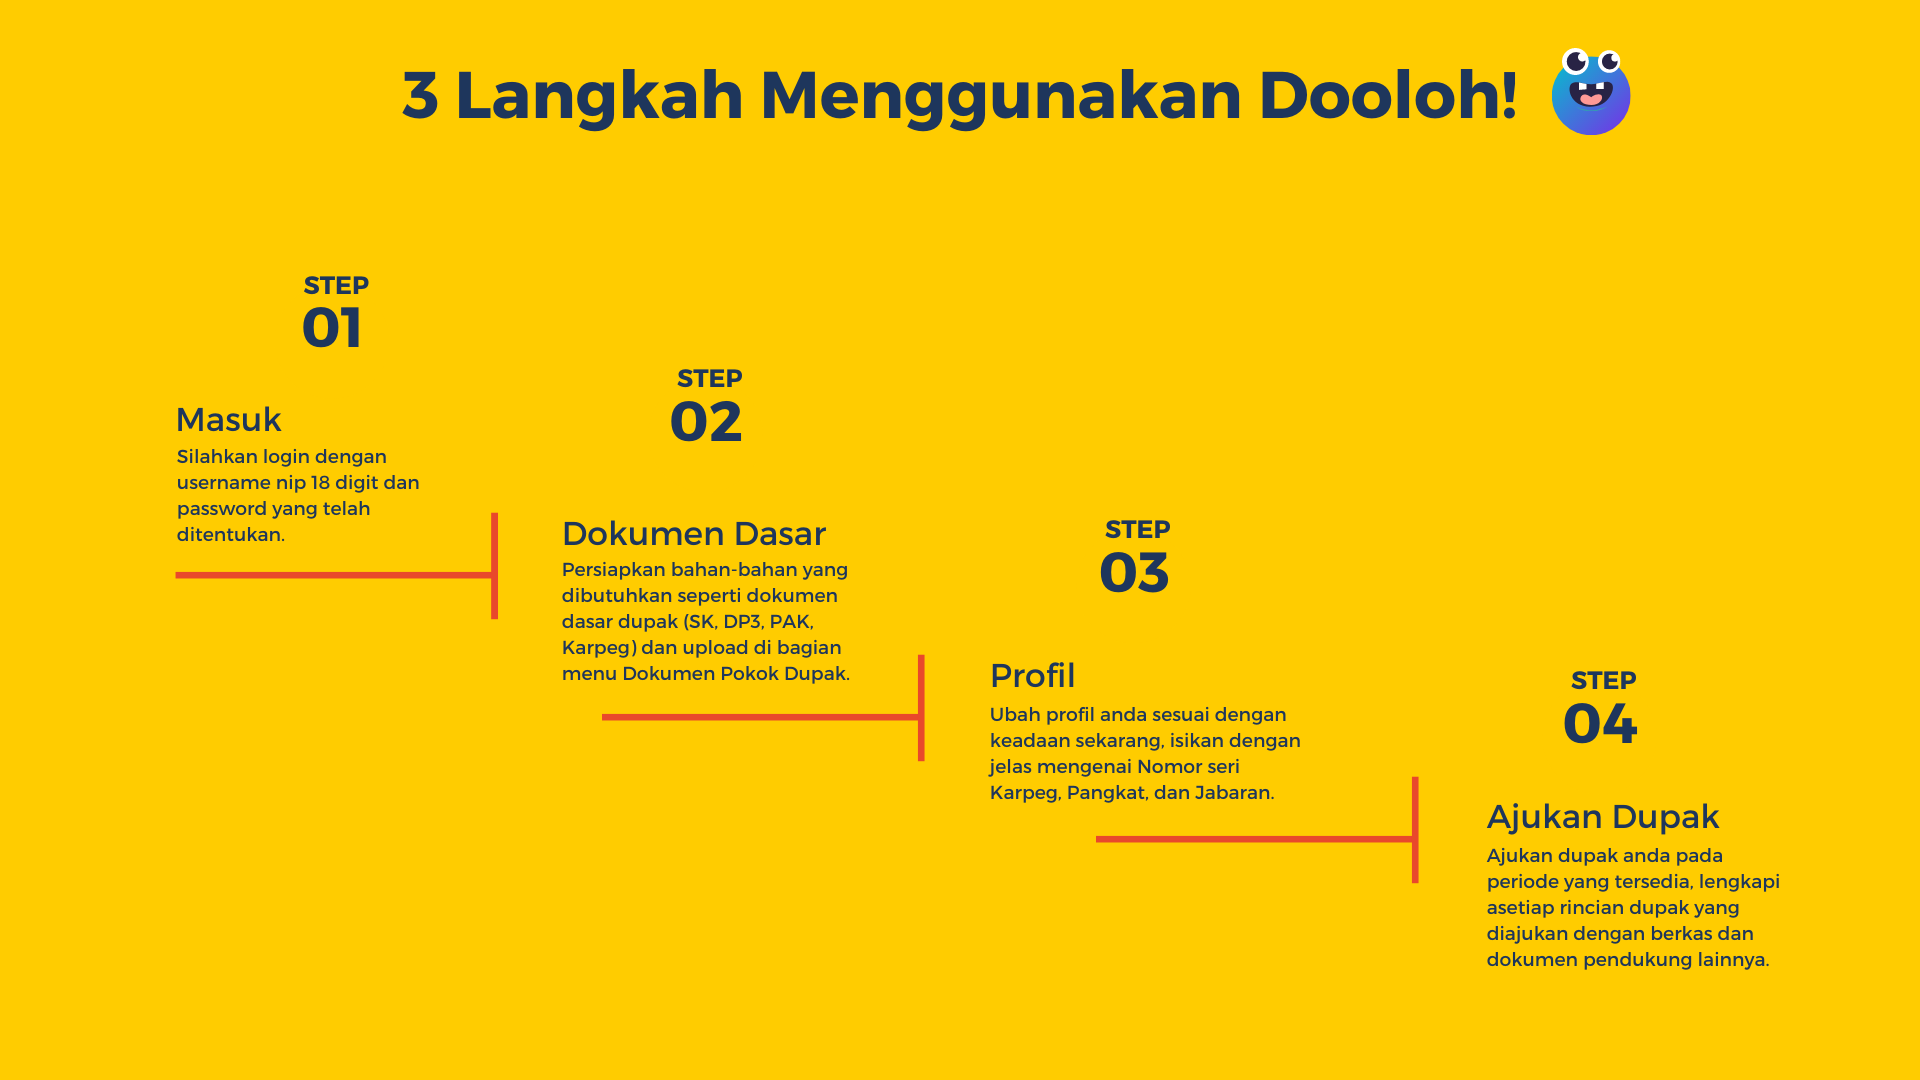 3 Langkah Menggunakan Dooloh!
STEP
01
Masuk
Silahkan login dengan
username nip 18 digit dan
password yang telah
ditentukan.
STEP
02
Dokumen Dasar
Persiapkan bahan-bahan yang
dibutuhkan seperti dokumen
dasar dupak (SK, DP3, PAK,
Karpeg) dan upload di bagian
menu Dokumen Pokok Dupak.
STEP
03
Profil
Ubah profil anda sesuai dengan
keadaan sekarang, isikan dengan
jelas mengenai Nomor seri
Karpeg, Pangkat, dan Jabaran.
STEP
04
Ajukan Dupak
Ajukan dupak anda pada
periode yang tersedia, lengkapi
asetiap rincian dupak yang
diajukan dengan berkas dan
dokumen pendukung lainnya.